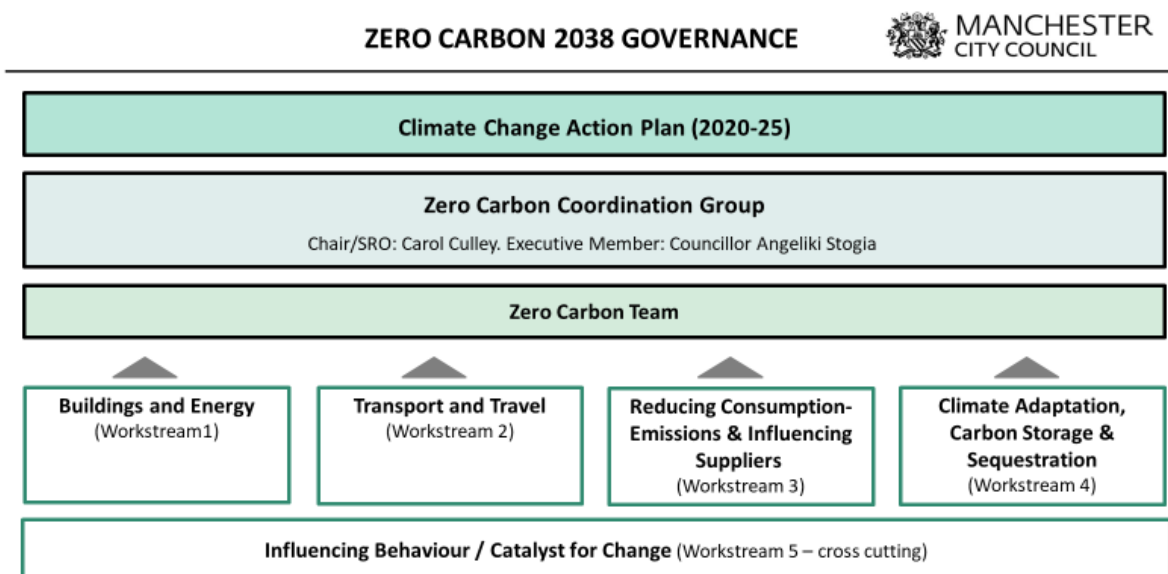 ZERO CARBON 2038 GOVERNANCE
MANCHESTER
CITY COUNCIL
Climate Change Action Plan (2020-25)
Zero Carbon Coordination Group
Chair/SRO: Carol Culley. Executive Member: Councillor Angeliki Stogia
Zero Carbon Team
Buildings and Energy
(Workstream1)
Transport and Travel
(Workstream 2)
Reducing Consumption-
Emissions & Influencing
Suppliers
(Workstream 3)
Climate Adaptation,
Carbon Storage &
Sequestration
(Workstream 4)
Influencing Behaviour / Catalyst for Change (Workstream 5 – cross cutting)